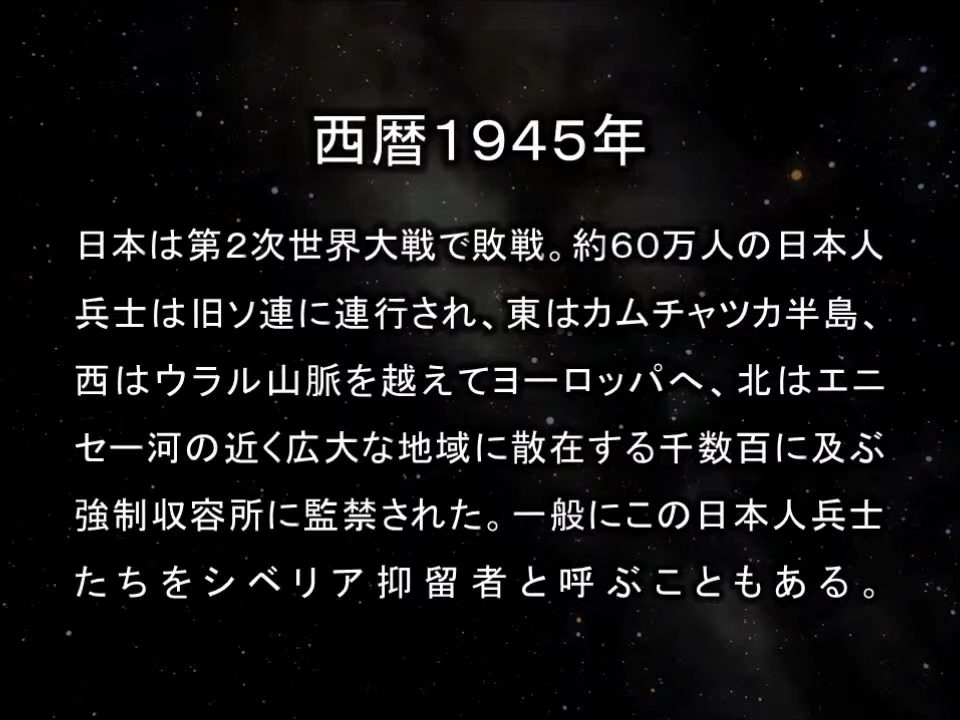 西暦１９４５年
日本は第２次世界大戦で敗戦。約６０万人の日本人
兵士は旧ソ連に連行され、東はカムチャツカ半島、
西はウラル山脈を越えてヨーロッパへ、北はエニ
セー河の近く広大な地域に散在する千数百に及ぶ
強制収容所に監禁された。一般にこの日本人兵士
たちをシベリア抑留者と呼ぶこともある。